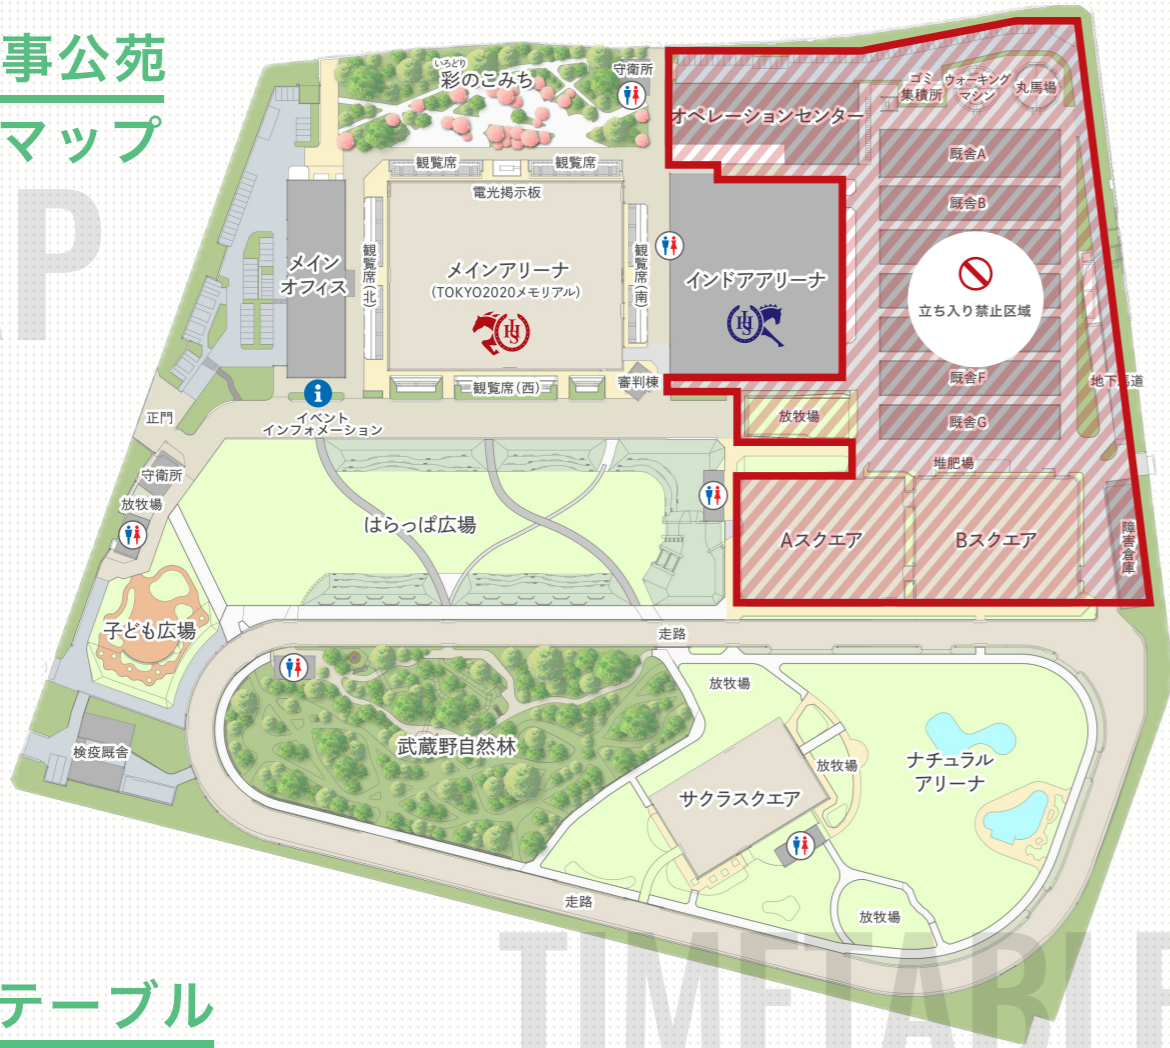 事公苑
マップ
AP
いろどり
彩のこみち
守衛所
オペレーションセンター
ゴミ
集積所
ウォーキング
マシン
丸馬場
厩舎A
厩舎B
立ち入り禁止区域
厩舎F
厩舎G
地下馬道
堆肥場
観覧席
観覧席
電光掲示板
メイン
オフィス
観覧席(北)
メインアリーナ
(TOKYO2020メモリアル)
観覧席(南)
インドアアリーナ
観覧席(西)
審判棟
放牧場
正門
i
イベント
インフォメーション
守衛所
放牧場
はらっぱ広場
Aスクエア
Bスクエア
障害倉庫
子ども広場
走路
検疫厩舎
武蔵野自然林
放牧場
サクラスクエア
放牧場
ナチュラル
アリーナ
走路
放牧場
テーブル
TIMETABLE